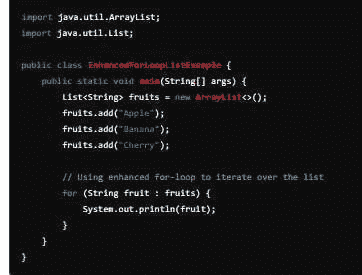 import java.util.ArrayList;
import java.util.List;
public class EnhancedForLoopListExample {
public static void main(String[] args) {
List<String> fruits = new ArrayList<>();
fruits.add("Apple");
fruits.add("Banana");
fruits.add("Cherry");
// Using enhanced for-loop to iterate over the list
for (String fruit : fruits) {
System.out.println(fruit);
}
}
}